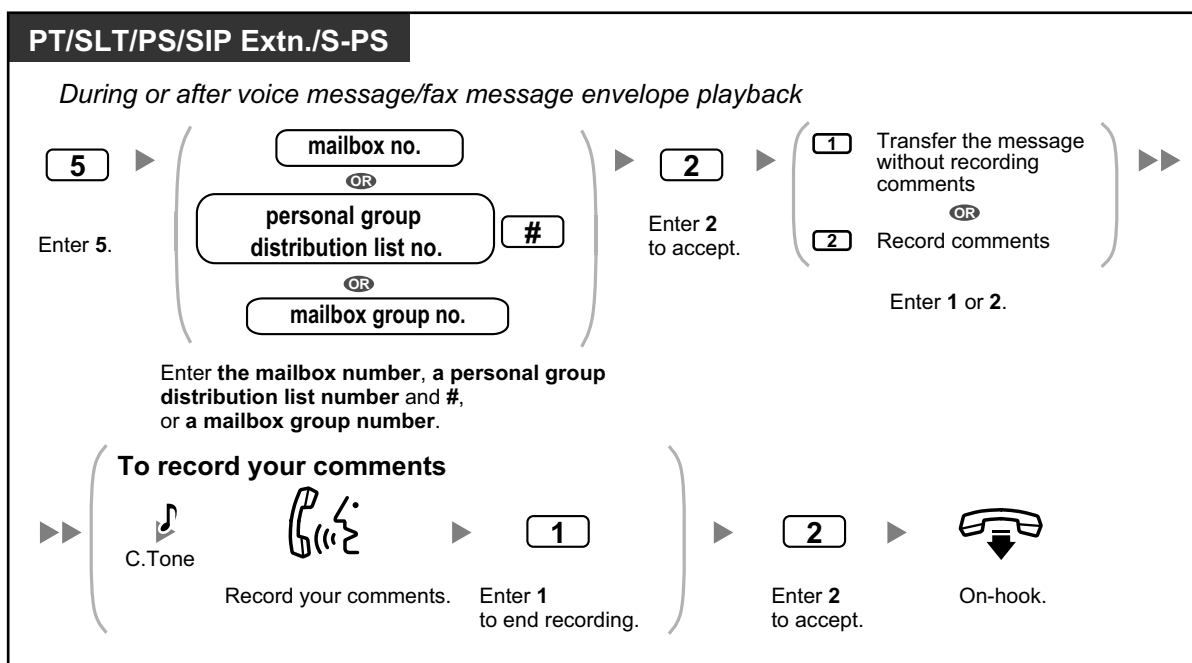 PT/SLT/PS/SIP Extn./S-PS
During or after voice message/fax message envelope playback
5
Enter 5.
mailbox no.
OR
personal group
distribution list no.
#
OR
mailbox group no.
Enter the mailbox number, a personal group
distribution list number and #,
or a mailbox group number.
2
Enter 2
to accept.
1 Transfer the message
without recording
comments
OR
2 Record comments
Enter 1 or 2.
To record your comments
C.Tone
Record your comments.
1
Enter 1
to end recording.
2
Enter 2
to accept.
On-hook.